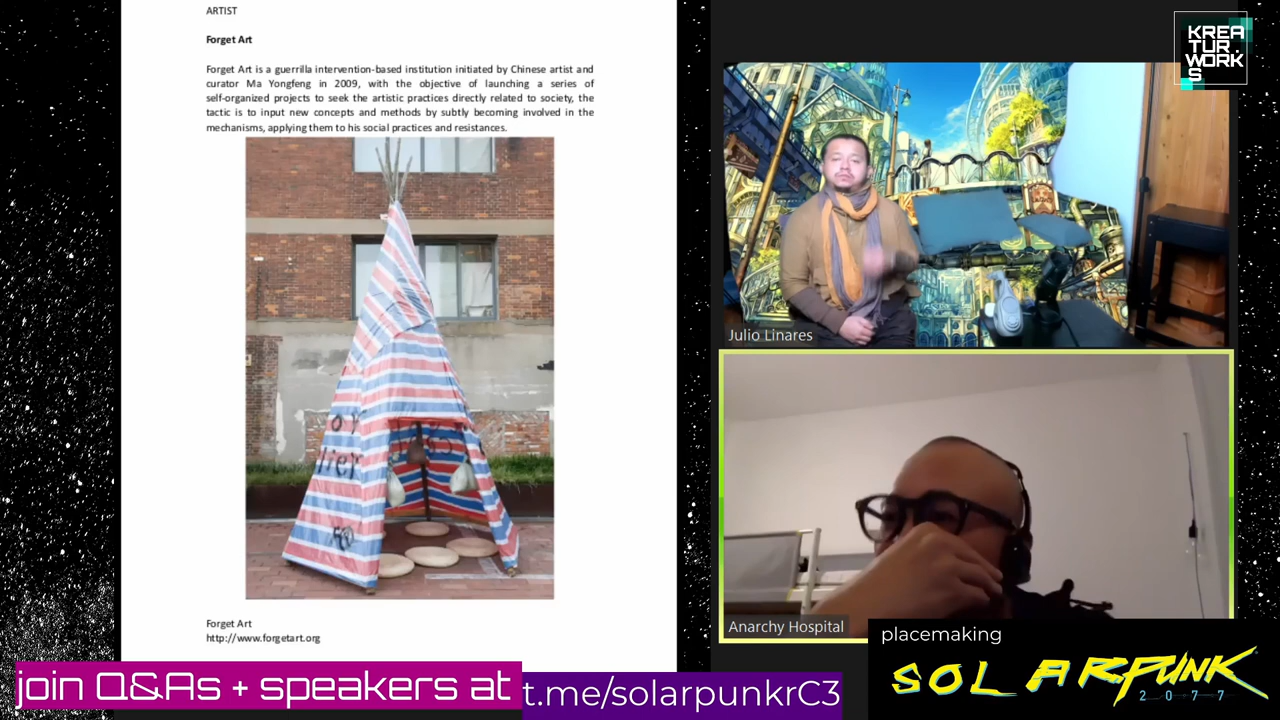 ARTIST
Forget Art
Forget Art is a guerrilla intervention-based institution initiated by Chinese artist and
curator Ma Yongfeng in 2009, with the objective of launching a series of
self-organized projects to seek the artistic practices directly related to society, the
tactic is to input new concepts and methods by subtly becoming involved in the
mechanisms, applying them to his social practices and resistances.
Forget Art
http://www.forgetart.org
KREA
TUR.
WORK
S
Julio Linares
Anarchy Hospital
placemaking
SOLARPUNK
2077
join Q&As + speakers at
t.me/solarpunkrC3